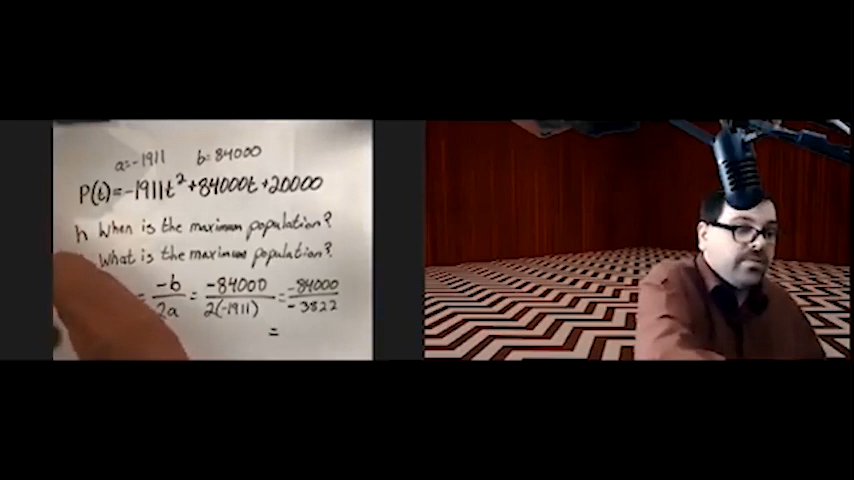 a=-1911 b=84000
P(t)=-1911t²+84000t+20000
h When is the maximum population?
What is the maximum population?
= -b/2a = -84000/2(-1911) = -84000/-3822
=